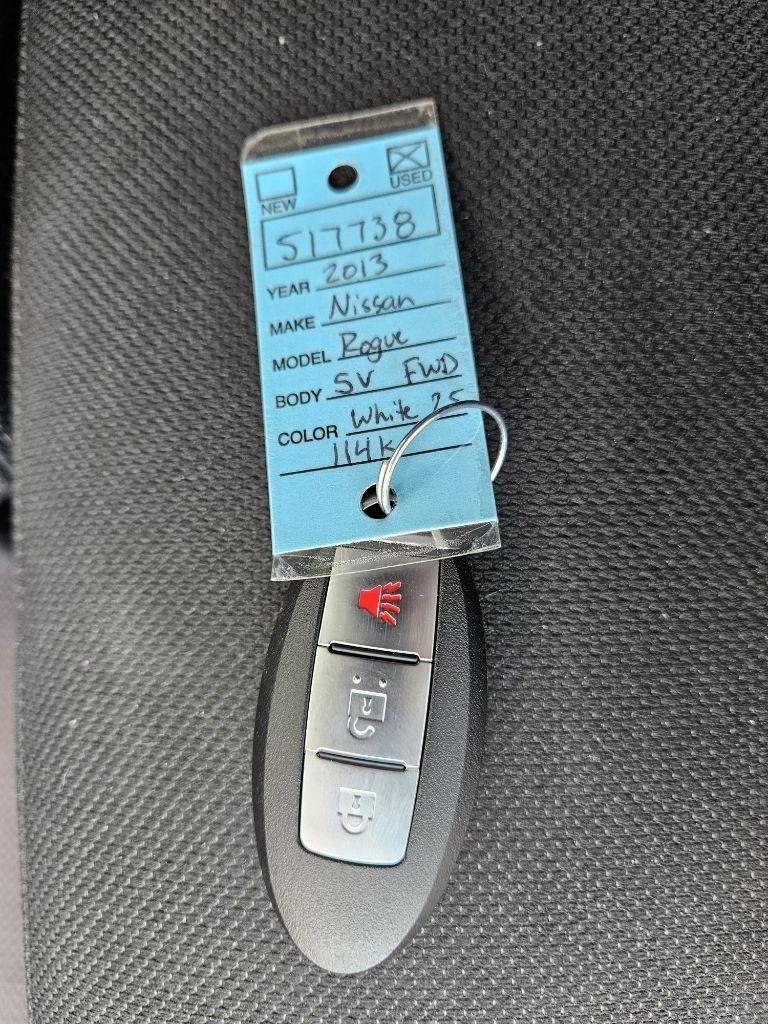 NEW USED
517738
YEAR 2013
MAKE Nissan
MODEL Rogue
BODY SV FWD
COLOR White
114K